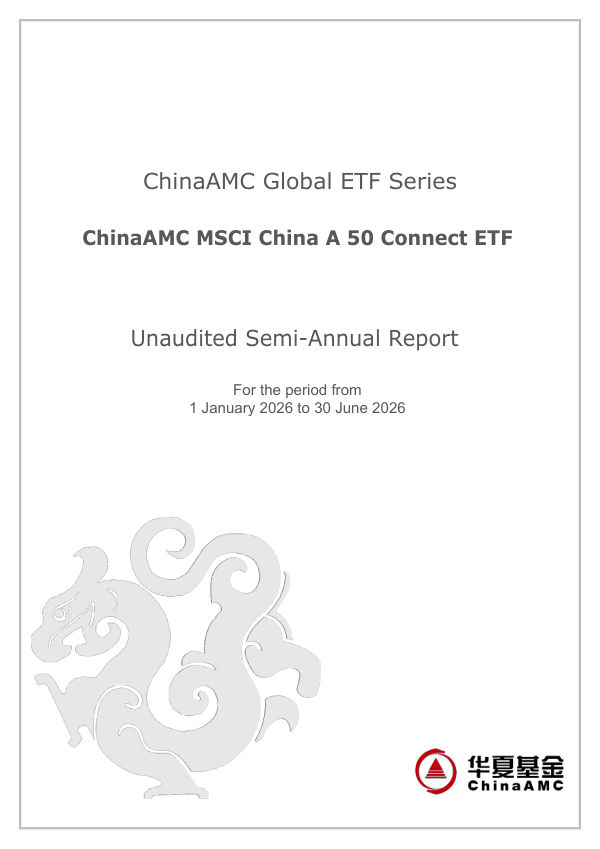 ChinaAMC Global ETF Series
ChinaAMC MSCI China A 50 Connect ETF
Unaudited Semi-Annual Report
For the period from
1 January 2026 to 30 June 2026
华夏基金
ChinaAMC